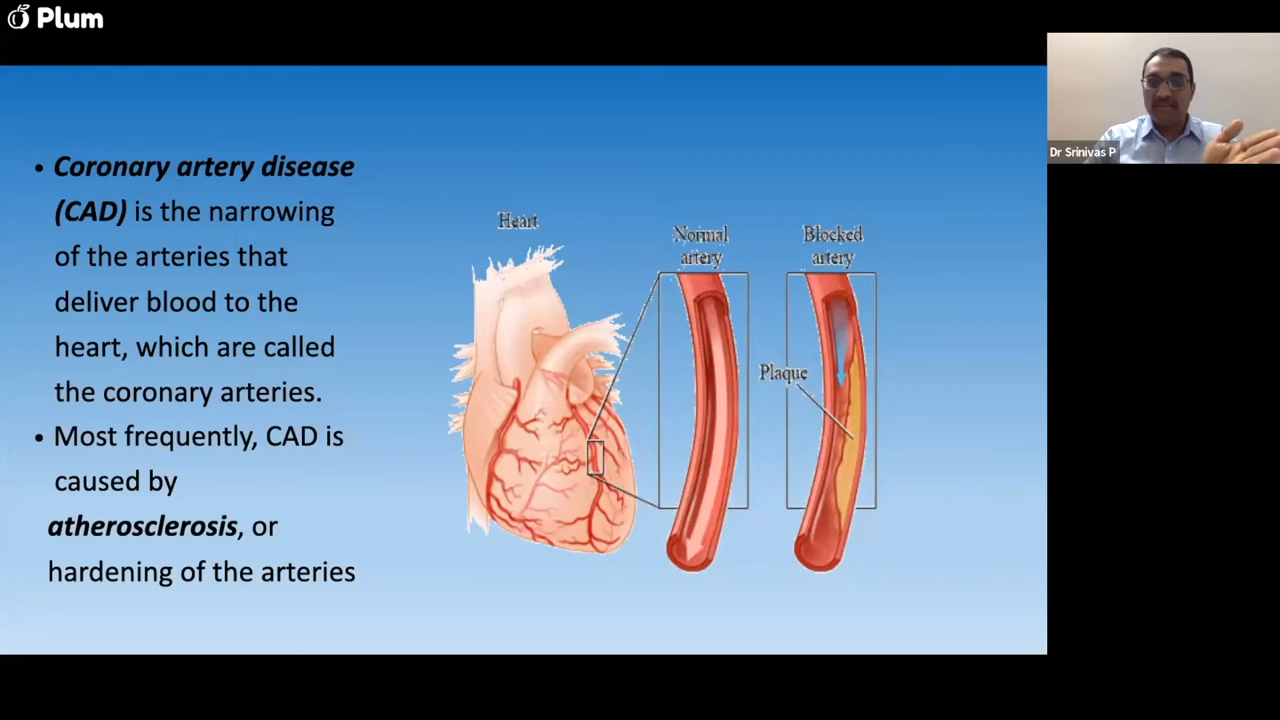 Plum
Dr Srinivas P
• Coronary artery disease
(CAD) is the narrowing
of the arteries that
deliver blood to the
heart, which are called
the coronary arteries.
• Most frequently, CAD is
caused by
atherosclerosis, or
hardening of the arteries
Heart
Normal
artery
Blocked
artery
Plaque